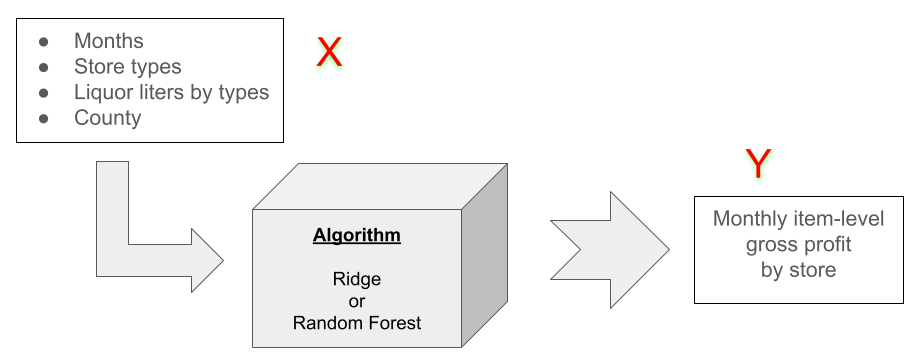 ● Months
● Store types
● Liquor liters by types
● County
X
Algorithm
Ridge
or
Random Forest
Y
Monthly item-level
gross profit
by store